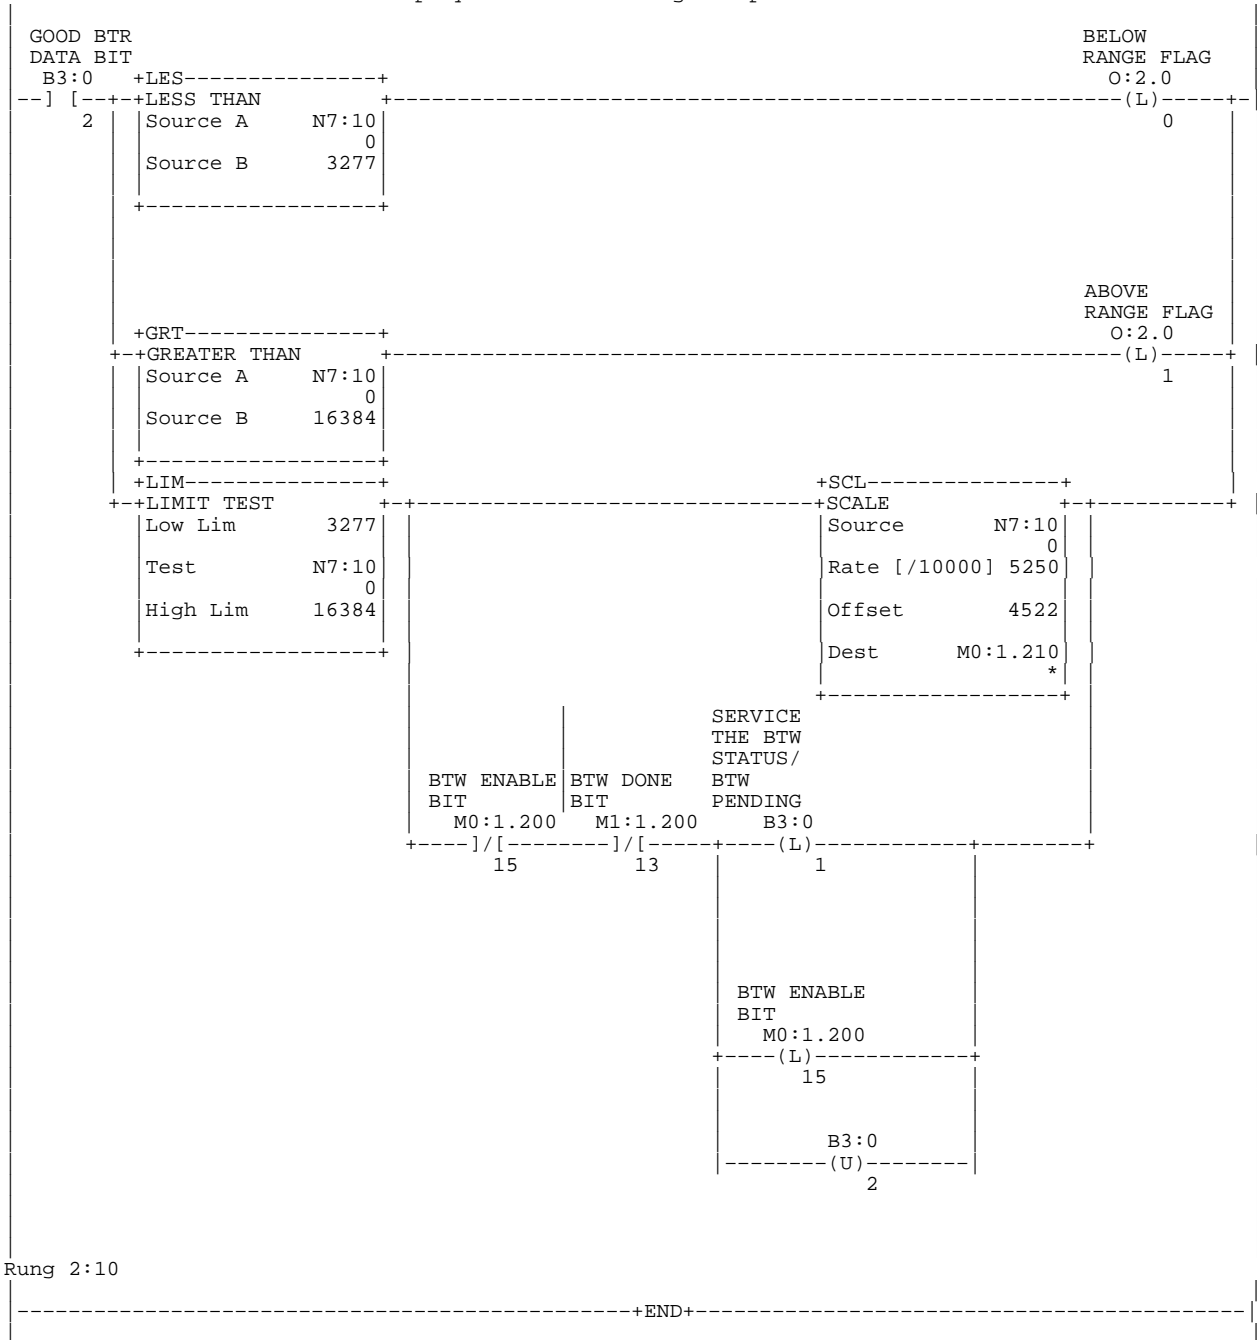 GOOD BTR BELOW
DATA BIT RANGE FLAG
B3:0 +LES---------------+ O:2.0
--] [--+-+LESS THAN +---------------------------------------------------------(L)-----+-
2 Source A N7:10 0
0
Source B 3277
+------------------+
ABOVE
RANGE FLAG
+GRT---------------+ O:2.0
+-+GREATER THAN +---------------------------------------------------------(L)-----+
Source A N7:10 1
0
Source B 16384
+------------------+
+LIM---------------+ +SCL---------------+
+-+LIMIT TEST +-+--------------------------------+SCALE +-+-----------+
Low Lim 3277 Source N7:10
0
Test N7:10 Rate [/10000] 5250
0
High Lim 16384 Offset 4522
+------------------+ Dest M0:1.210
*
+-------------------+
SERVICE
THE BTW
STATUS/
BTW ENABLE BTW DONE BTW
BIT BIT PENDING
M0:1.200 M1:1.200 B3:0
+----]/[--------]/[-----+----(L)------------+--------+
15 13 1
BTW ENABLE
BIT
M0:1.200
+----(L)------------+
15
B3:0
--------(U)--------
2
Rung 2:10
------------------------------------------------+END+-------------------------------------------